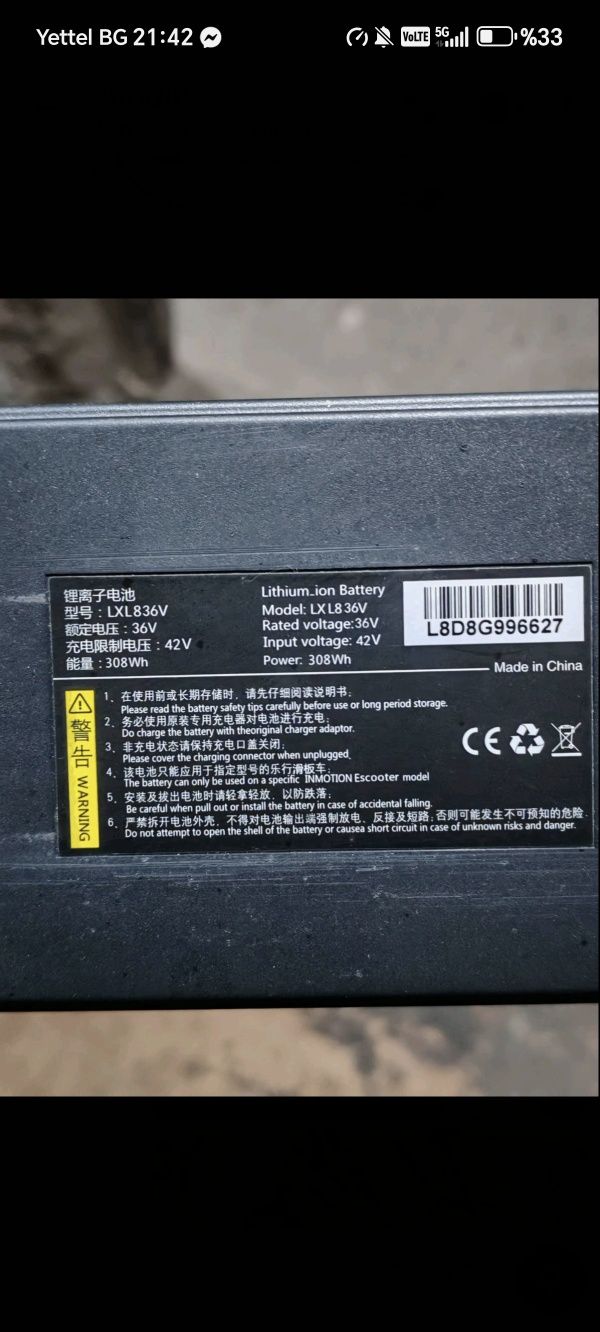 Yettel BG 21:42
VoLTE 5G %33
锂离子电池
型号：LXL836V
额定电压：36V
充电限制电压：42V
能量：308Wh
Lithium_ion Battery
Model: LXL836V
Rated voltage:36V
Input voltage: 42V
Power: 308Wh
L8D8G996627
Made in China
警告 WARNING
1、在使用前或长期存储时，请先仔细阅读说明书;
Please read the battery safety tips carefully before use or long period storage.
2、务必使用原装专用充电器对电池进行充电;
Do charge the battery with theoriginal charger adaptor.
3、非充电状态请保持充电口盖关闭;
Please cover the charging connector when unplugged.
4、该电池只能应用于指定型号的乐行滑板车;
The battery can only be used on a specific INMOTION Escooter model
5、安装及拔出电池时请轻拿轻放，以防跌落;
Be careful when pull out or install the battery in case of accidental falling.
6、严禁拆开电池外壳，不得对电池输出端强制放电、反接及短路;否则可能发生不可预知的危险.
Do not attempt to open the shell of the battery or causea short circuit in case of unknown risks and danger.
CE